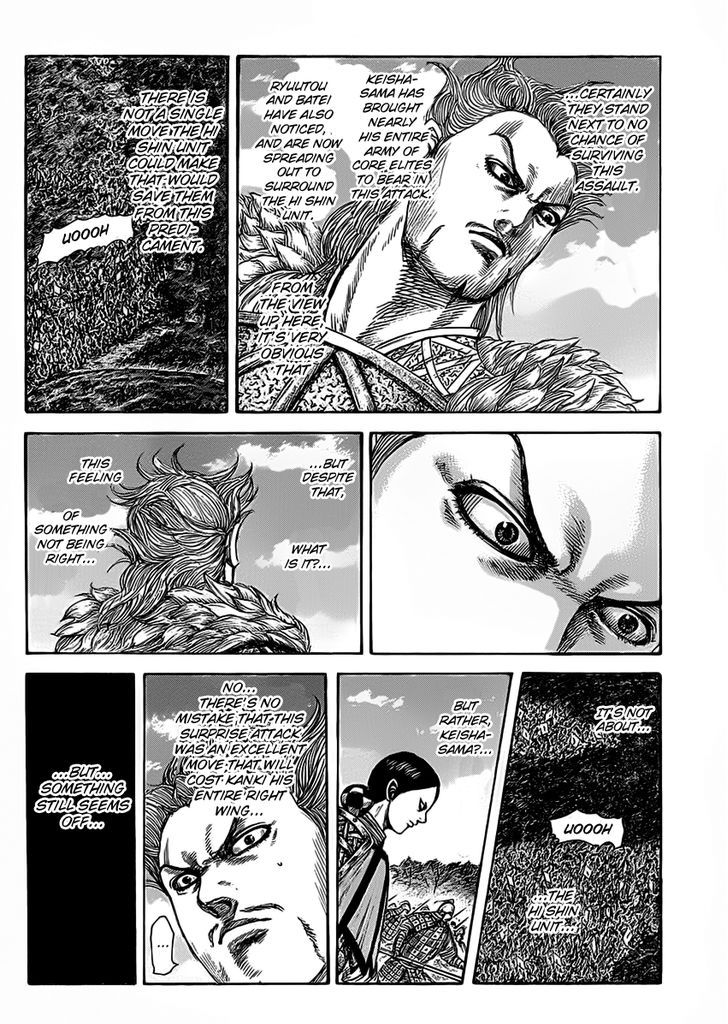 ...CERTAINLY
THEY STAND
NEXT TO NO
CHANCE OF
SURVIVING
THIS
ASSAULT.
KEISHA-
SAMA HAS
BROUGHT
NEARLY
HIS ENTIRE
ARMY OF
CORE ELITES
TO BEAR IN
THIS ATTACK.
RYUUTOU
AND BATEI
HAVE ALSO
NOTICED,
AND ARE NOW
SPREADING
OUT TO
SURROUND
THE HI SHIN
UNIT.
FROM
THE VIEW
UP HERE
IT'S VERY
OBVIOUS
THAT
THERE IS
NOT A SINGLE
MOVE THE HI
SHIN UNIT
COULD MAKE
THAT WOULD
SAVE THEM
FROM THIS
PREDI-
CAMENT.
UOOOH
...BUT
DESPITE
THAT,
WHAT
IS IT?...
THIS
FEELING
OF
SOMETHING
NOT BEING
RIGHT...
IT'S NOT
ABOUT...
UOOOH
...THE
HI SHIN
UNIT...
BUT
RATHER,
KEISHA-
SAMA?...
NO...
THERE'S NO
MISTAKE THAT THIS
SURPRISE ATTACK
WAS AN EXCELLENT
MOVE THAT WILL
COST KANKI HIS
ENTIRE RIGHT
WING...
...
...BUT...
SOMETHING
STILL SEEMS
OFF...